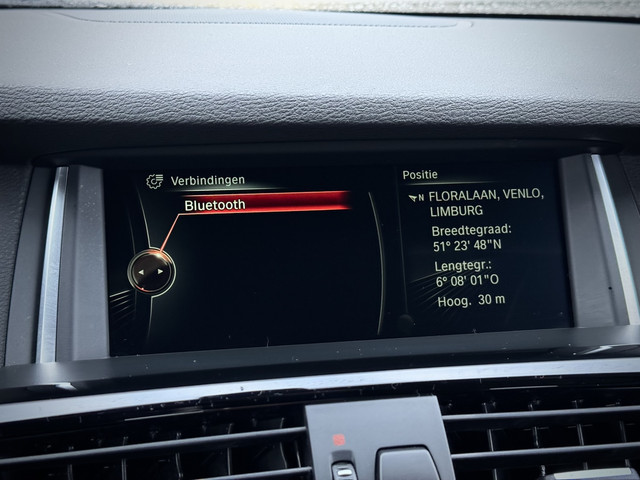 Verbindingen
Bluetooth
Positie
N FLORALAAN, VENLO,
LIMBURG
Breedtegraad:
51° 23' 48"N
Lengtegr.:
6° 08' 01"O
Hoog. 30 m